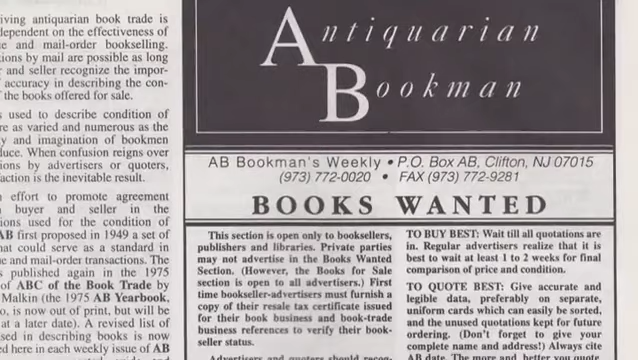 iving antiquarian book trade is
dependent on the effectiveness of
e and mail-order bookselling.
ions by mail are possible as long
r and seller recognize the impor-
accuracy in describing the con-
the books offered for sale.
used to describe condition of
re as varied and numerous as the
y and imagination of bookmen
duce. When confusion reigns over
ions by advertisers or quoters,
action is the inevitable result.
effort to promote agreement
buyer and seller in the
ions used for the condition of
AB first proposed in 1949 a set of
hat could serve as a standard in
e and mail-order transactions. The
s published again in the 1975
of ABC of the Book Trade by
Malkin (the 1975 AB Yearbook,
o, is now out of print, but will be
at a later date). A revised list of
sed in describing books is now
ed here in each weekly issue of AB
Antiquarian
Bookman
AB Bookman's Weekly • P.O. Box AB, Clifton, NJ 07015
(973) 772-0020 • FAX (973) 772-9281
BOOKS WANTED
This section is open only to booksellers,
publishers and libraries. Private parties
may not advertise in the Books Wanted
Section. (However, the Books for Sale
section is open to all advertisers.) First
time bookseller-advertisers must furnish a
copy of their resale tax certificate issued
for their book business and book-trade
business references to verify their book-
seller status.
Advertisers and quoters should recog-
TO BUY BEST: Wait till all quotations are
in. Regular advertisers realize that it is
best to wait at least 1 to 2 weeks for final
comparison of price and condition.
TO QUOTE BEST: Give accurate and
legible data, preferably on separate,
uniform cards which can easily be sorted,
and the unused quotations kept for future
ordering. (Don't forget to give your
complete name and address!) Always cite
AB date. The more and better you quote